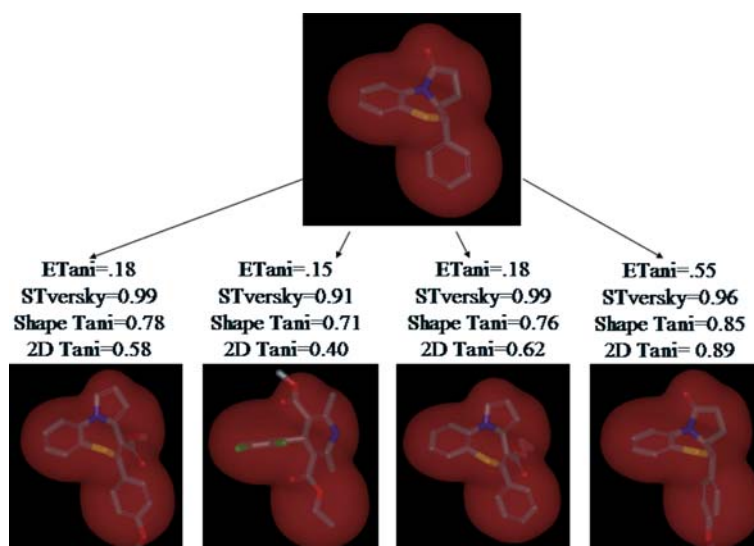 ETani=.18
STversky=0.99
Shape Tani=0.78
2D Tani=0.58
ETani=.15
STversky=0.91
Shape Tani=0.71
2D Tani=0.40
ETani=.18
STversky=0.99
Shape Tani=0.76
2D Tani=0.62
ETani=.55
STversky=0.96
Shape Tani=0.85
2D Tani= 0.89